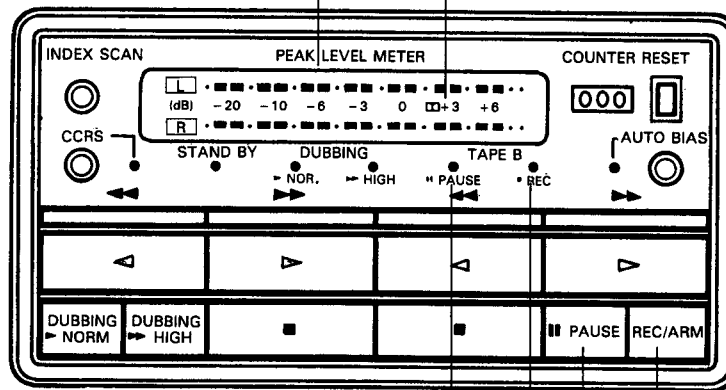 INDEX SCAN PEAK LEVEL METER COUNTER RESET
L
(dB) -20 -10 -6 -3 0 +3 +6
R
000
CCRS STAND BY DUBBING TAPE B AUTO BIAS
NOR. HIGH PAUSE REC
DUBBING NORM
DUBBING HIGH
PAUSE
REC/ARM